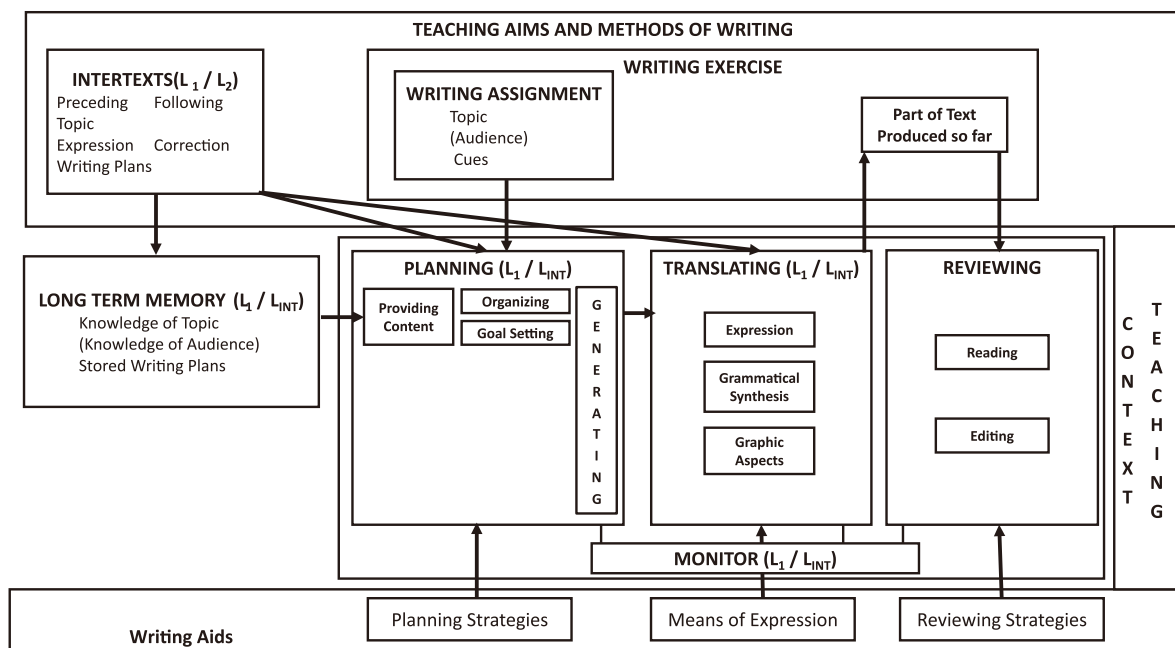 TEACHING AIMS AND METHODS OF WRITING
INTERTEXTS(L1 / L2)
Preceding Following
Topic
Expression Correction
Writing Plans
WRITING EXERCISE
WRITING ASSIGNMENT
Topic
(Audience)
Cues
Part of Text
Produced so far
LONG TERM MEMORY (L1 / LINT)
Knowledge of Topic
(Knowledge of Audience)
Stored Writing Plans
PLANNING (L1 / LINT)
Providing
Content
Organizing
Goal Setting
GENERATING
TRANSLATING (L1 / LINT)
Expression
Grammatical
Synthesis
Graphic
Aspects
REVIEWING
Reading
Editing
CONTEXT
TEACHING
MONITOR (L1 / LINT)
Writing Aids
Planning Strategies
Means of Expression
Reviewing Strategies